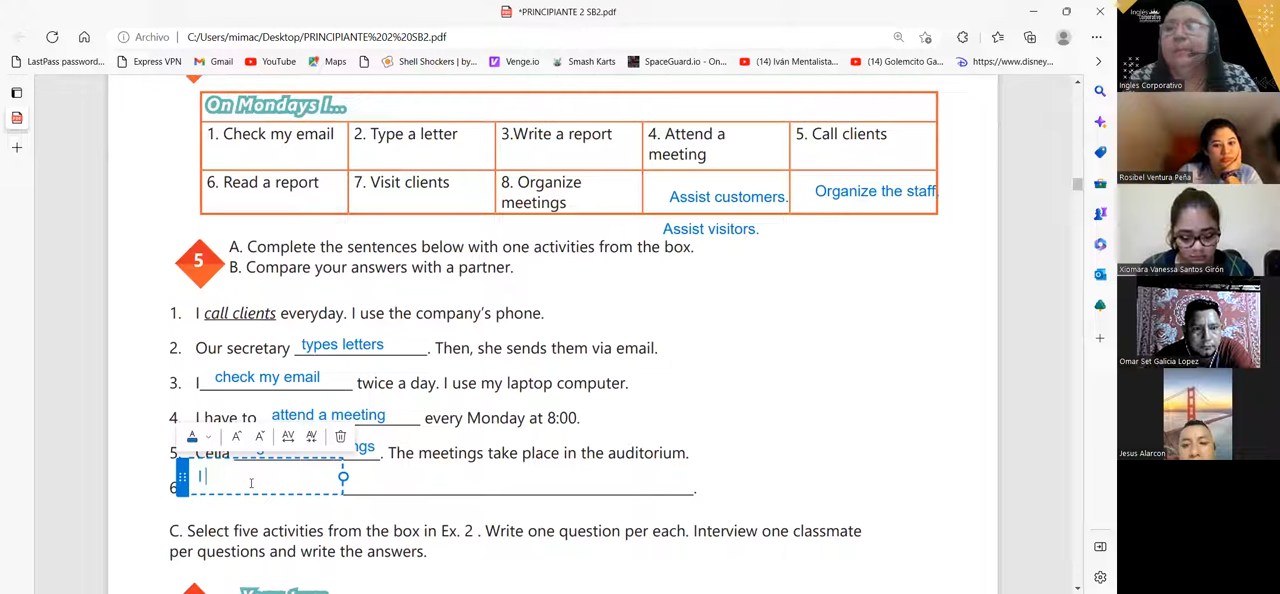 *PRINCIPIANTE 2 SB2.pdf
Archivo
C:/Users/mimac/Desktop/PRINCIPIANTE%202%20SB2.pdf
LastPass password... Express VPN Gmail YouTube Maps Shell Shockers | by... Venge.io Smash Karts SpaceGuard.io - On... (14) Iván Mentalista... (14) Golemcito Ga... https://www.disney...
On Mondays I...
1. Check my email 2. Type a letter 3.Write a report 4. Attend a meeting 5. Call clients
6. Read a report 7. Visit clients 8. Organize meetings Assist customers. Organize the staff.
Assist visitors.
5
A. Complete the sentences below with one activities from the box.
B. Compare your answers with a partner.
1. I call clients everyday. I use the company's phone.
2. Our secretary types letters. Then, she sends them via email.
3. I check my email twice a day. I use my laptop computer.
4 I have to attend a meeting every Monday at 8:00.
5. Celia ngs. The meetings take place in the auditorium.
6 I
C. Select five activities from the box in Ex. 2 . Write one question per each. Interview one classmate
per questions and write the answers.
Inglés
Corporativo
Ingles Corporativo
Rosibel Ventura Peña
Xiomara Vanessa Santos Girón
Omar Set Galicia Lopez
Jesus Alarcon